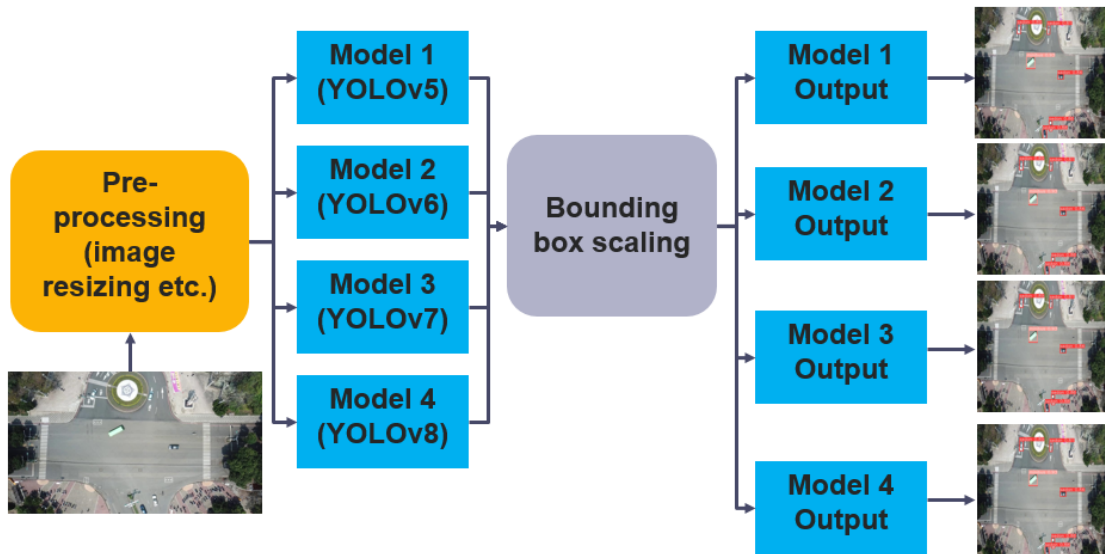 Pre-
processing
(image
resizing etc.)
Model 1
(YOLOv5)
Model 2
(YOLOv6)
Model 3
(YOLOv7)
Model 4
(YOLOv8)
Bounding
box scaling
Model 1
Output
Model 2
Output
Model 3
Output
Model 4
Output